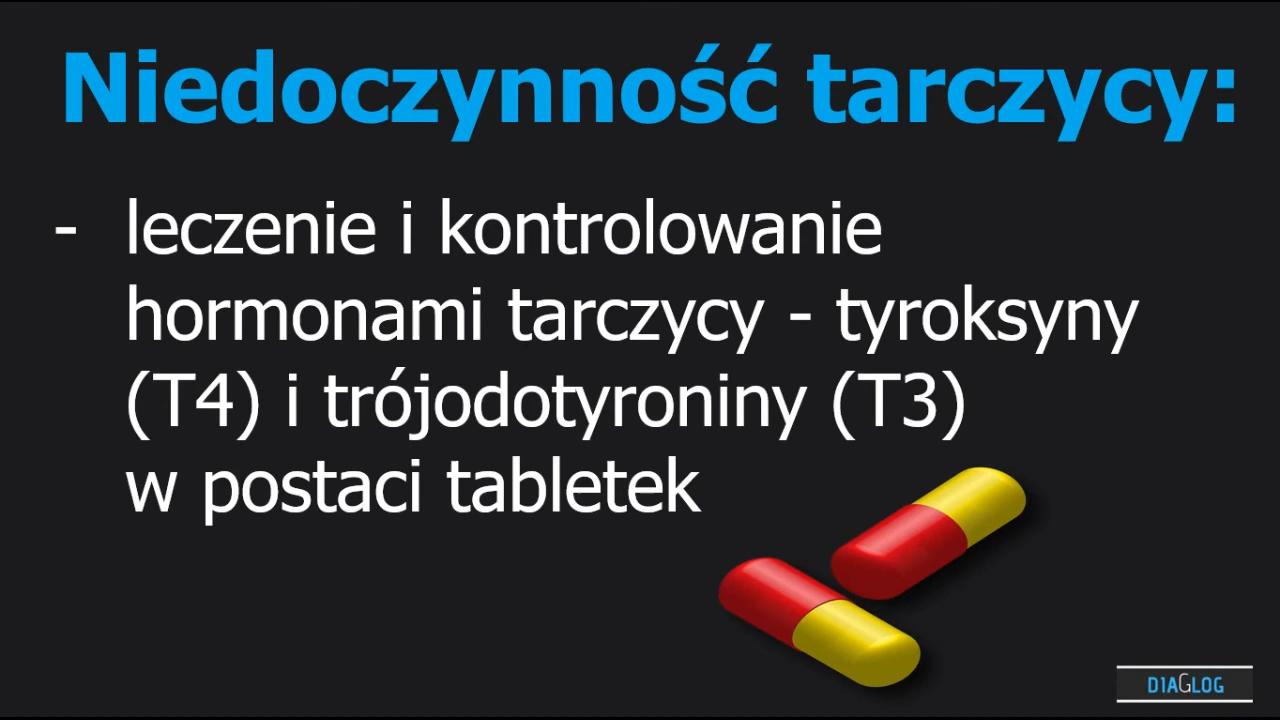 Niedoczynność tarczycy:
- leczenie i kontrolowanie
hormonami tarczycy - tyroksyny
(T4) i trójodotyroniny (T3)
w postaci tabletek
DIAGLOG